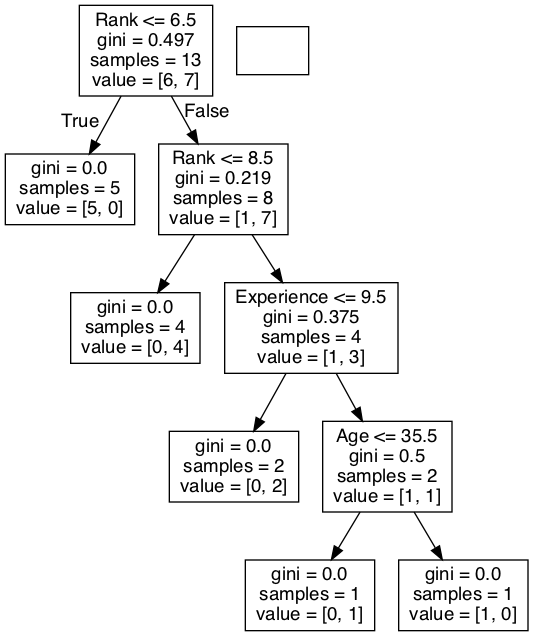 Rank <= 6.5
gini = 0.497
samples = 13
value = [6, 7]
True
False
gini = 0.0
samples = 5
value = [5, 0]
Rank <= 8.5
gini = 0.219
samples = 8
value = [1, 7]
gini = 0.0
samples = 4
value = [0, 4]
Experience <= 9.5
gini = 0.375
samples = 4
value = [1, 3]
gini = 0.0
samples = 2
value = [0, 2]
Age <= 35.5
gini = 0.5
samples = 2
value = [1, 1]
gini = 0.0
samples = 1
value = [0, 1]
gini = 0.0
samples = 1
value = [1, 0]